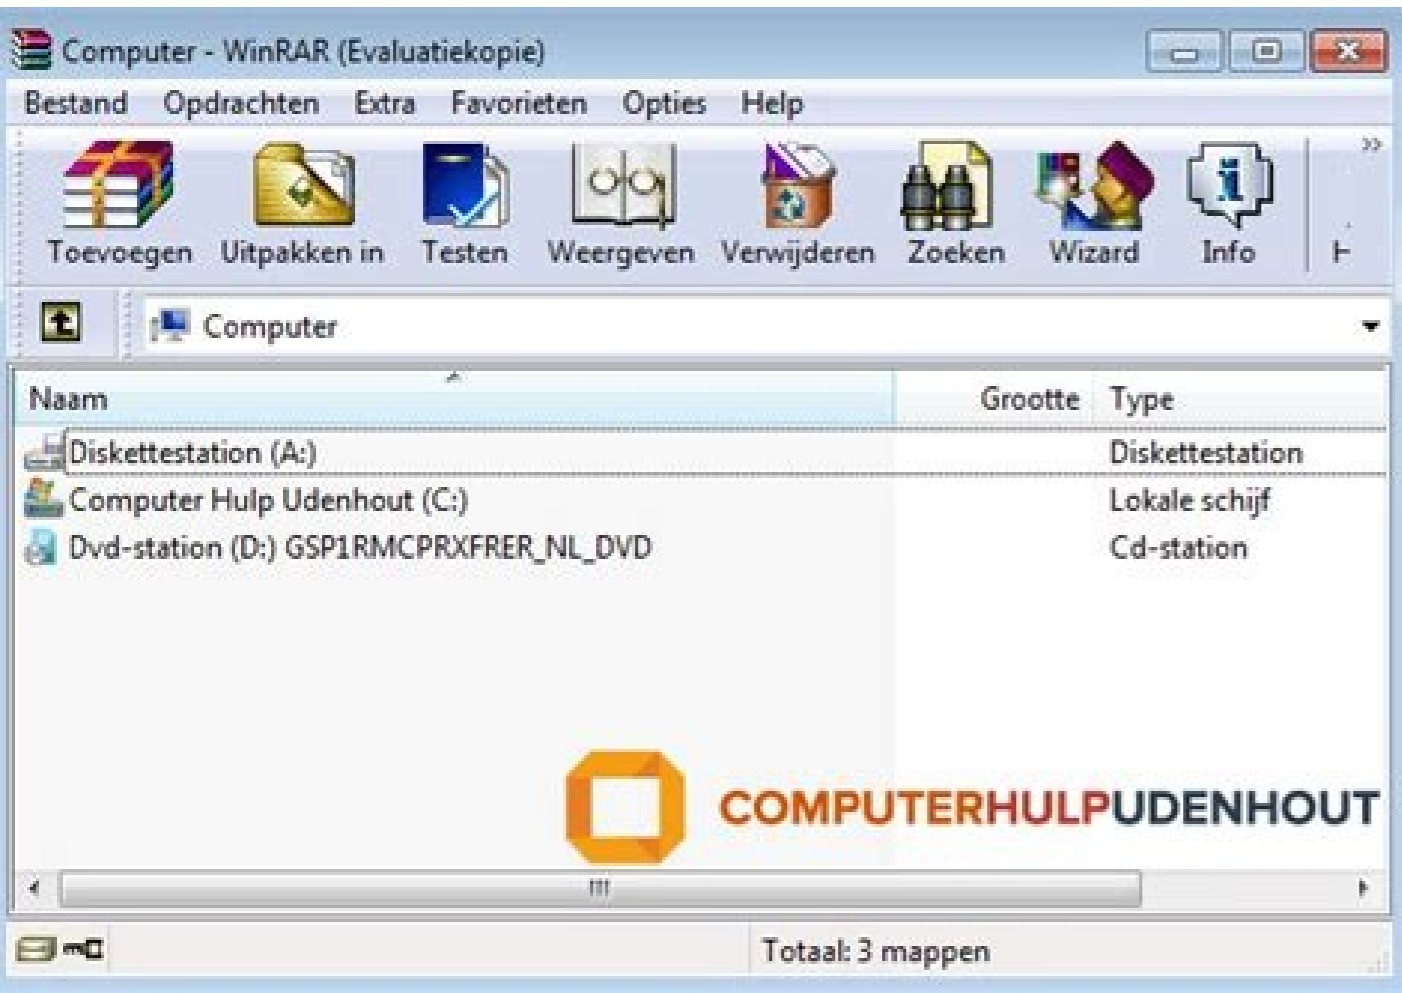 Computer - WinRAR (Evaluatiekopie)
Bestand Opdrachten Extra Favorieten Opties Help
Toevoegen Uitpakken in Testen Weergeven Verwijderen Zoeken Wizard Info
Computer
Naam Grootte Type
Diskettestation (A:) Diskettestation
Computer Hulp Udenhout (C:) Lokale schijf
Dvd-station (D:) GSP1RMCPRXFRER_NL_DVD Cd-station
COMPUTERHULPUDENHOUT
Totaal: 3 mappen